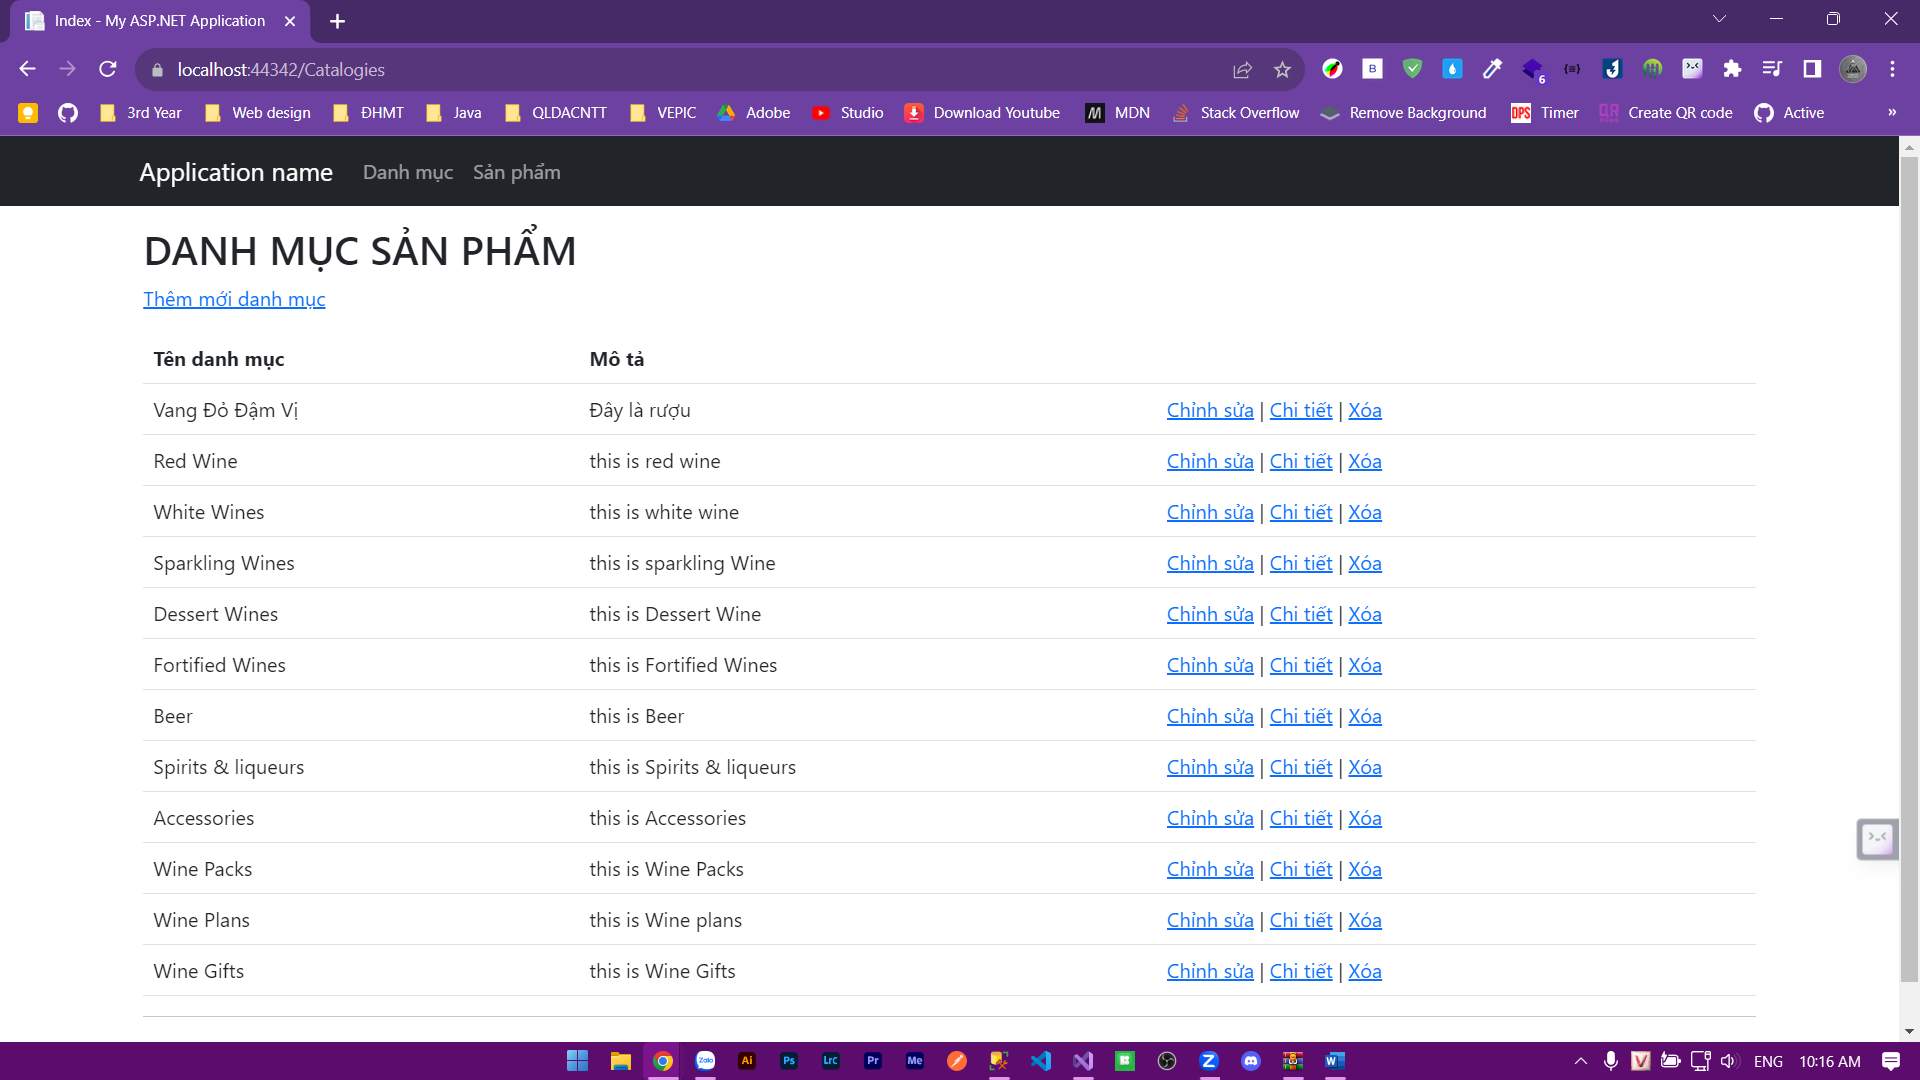 Index - My ASP.NET Application
localhost:44342/Catalogies
B
6
3rd Year Web design ĐHMT Java QLDACNTT VEPIC Adobe Studio Download Youtube MDN Stack Overflow Remove Background DPS Timer QR Create QR code Active »
Application name Danh mục Sản phẩm
DANH MỤC SẢN PHẨM
Thêm mới danh mục
Tên danh mục Mô tả
Vang Đỏ Đậm Vị Đây là rượu Chỉnh sửa | Chi tiết | Xóa
Red Wine this is red wine Chỉnh sửa | Chi tiết | Xóa
White Wines this is white wine Chỉnh sửa | Chi tiết | Xóa
Sparkling Wines this is sparkling Wine Chỉnh sửa | Chi tiết | Xóa
Dessert Wines this is Dessert Wine Chỉnh sửa | Chi tiết | Xóa
Fortified Wines this is Fortified Wines Chỉnh sửa | Chi tiết | Xóa
Beer this is Beer Chỉnh sửa | Chi tiết | Xóa
Spirits & liqueurs this is Spirits & liqueurs Chỉnh sửa | Chi tiết | Xóa
Accessories this is Accessories Chỉnh sửa | Chi tiết | Xóa
Wine Packs this is Wine Packs Chỉnh sửa | Chi tiết | Xóa
Wine Plans this is Wine plans Chỉnh sửa | Chi tiết | Xóa
Wine Gifts this is Wine Gifts Chỉnh sửa | Chi tiết | Xóa
Zalo Ai Ps Lrc Pr Me Z W V ENG 10:16 AM